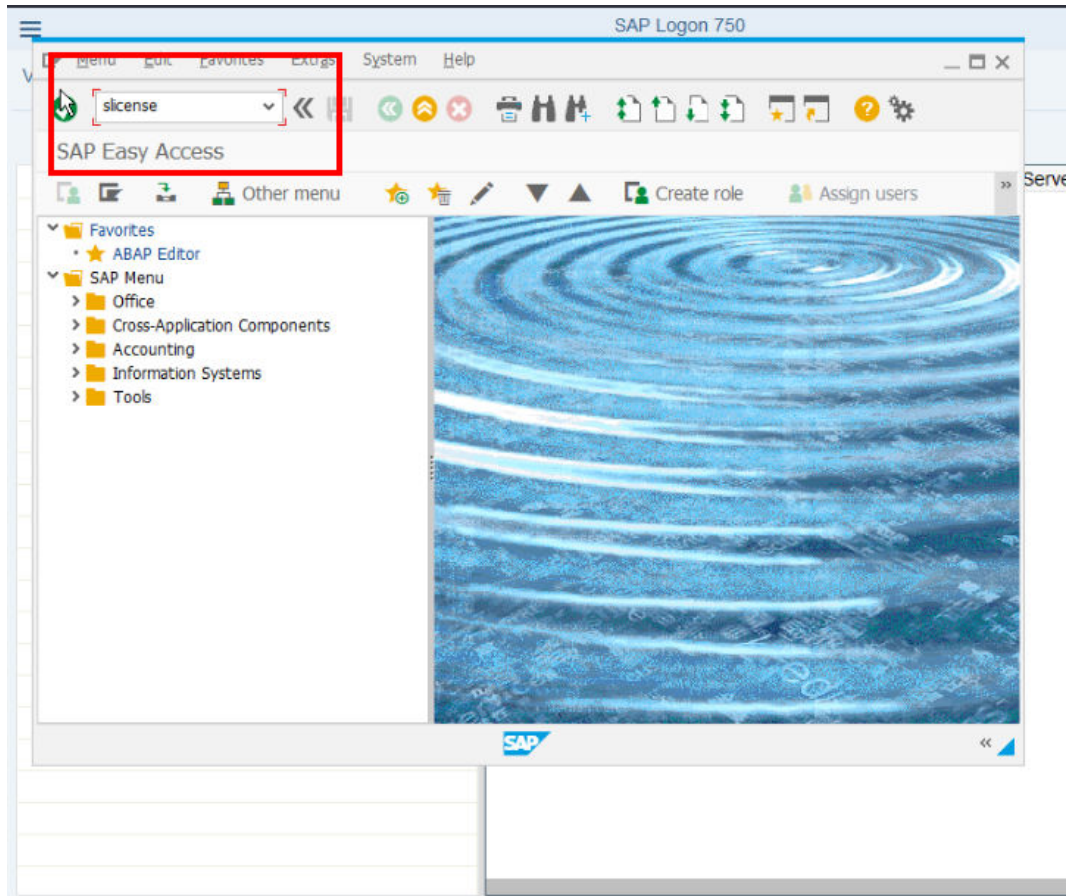 SAP Logon 750
Menu Edit Favorites Extras System Help
slicense
SAP Easy Access
Other menu Create role Assign users » Serve
Favorites
ABAP Editor
SAP Menu
Office
Cross-Application Components
Accounting
Information Systems
Tools
SAP